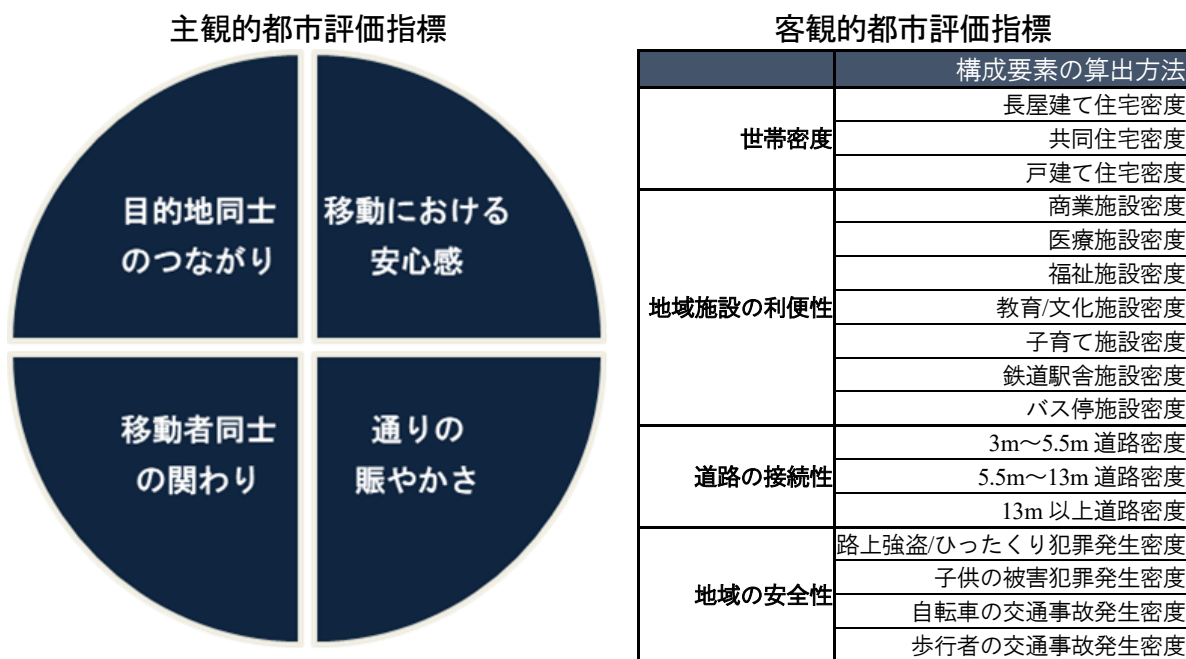 主観的都市評価指標
目的地同士
のつながり
移動における
安心感
移動者同士
の関わり
通りの
賑やかさ
客観的都市評価指標
構成要素の算出方法
世帯密度
長屋建て住宅密度
共同住宅密度
戸建て住宅密度
地域施設の利便性
商業施設密度
医療施設密度
福祉施設密度
教育/文化施設密度
子育て施設密度
鉄道駅舎施設密度
バス停施設密度
道路の接続性
3m～5.5m 道路密度
5.5m～13m 道路密度
13m 以上道路密度
地域の安全性
路上強盗/ひったくり犯罪発生密度
子供の被害犯罪発生密度
自転車の交通事故発生密度
歩行者の交通事故発生密度